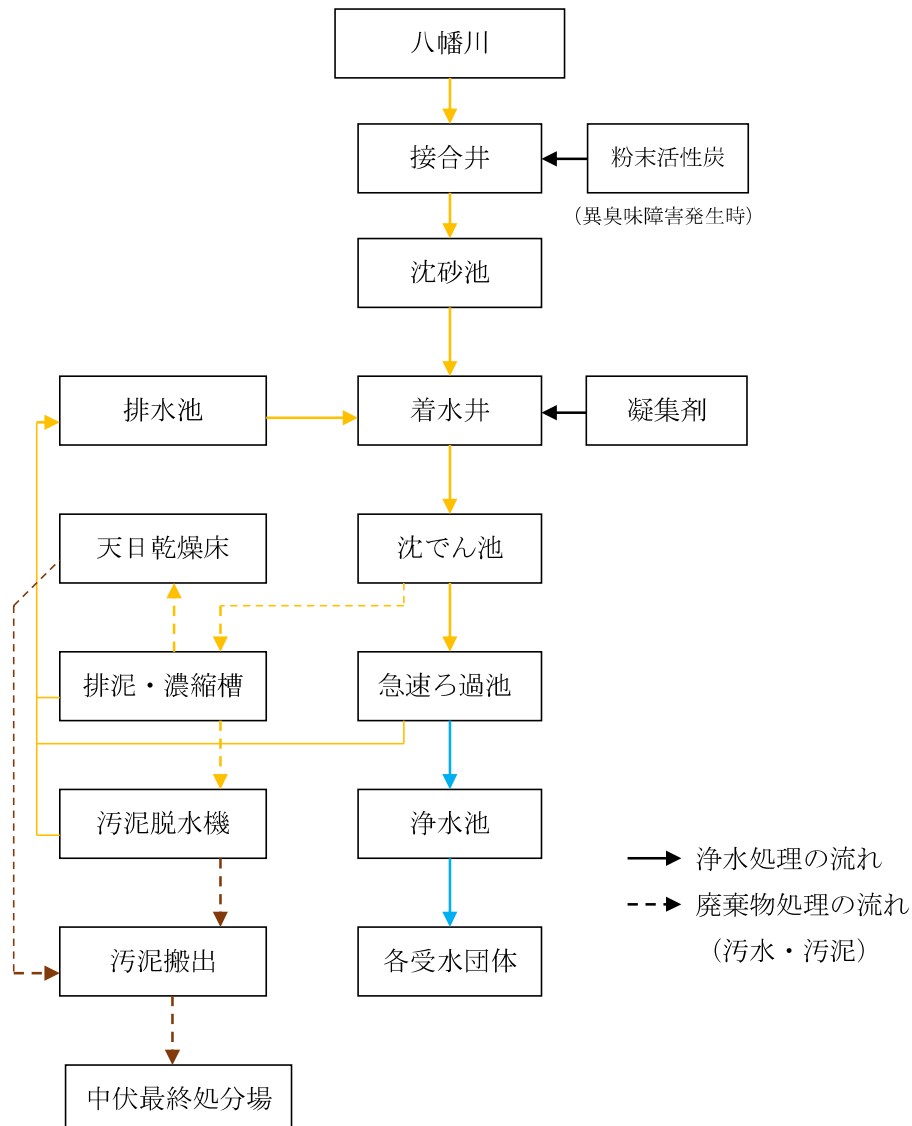 八幡川
接合井
粉末活性炭
（異臭味障害発生時）
沈砂池
排水池
着水井
凝集剤
天日乾燥床
沈でん池
排泥・濃縮槽
急速ろ過池
汚泥脱水機
浄水池
浄水処理の流れ
廃棄物処理の流れ
（汚水・汚泥）
汚泥搬出
各受水団体
中伏最終処分場